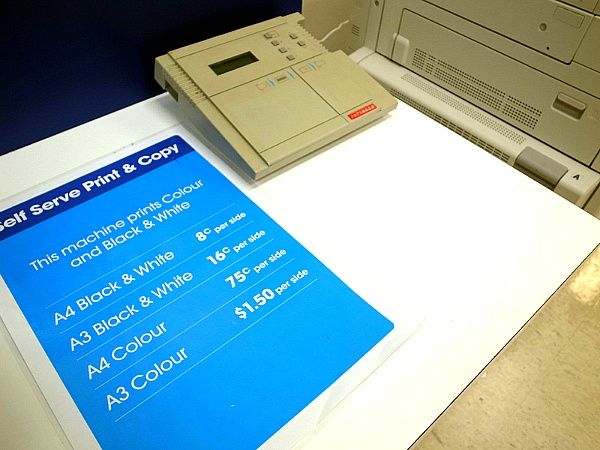 Self Serve Print & Copy
This machine prints Colour
and Black & White
A4 Black & White 8c per side
A3 Black & White 16c per side
A4 Colour 75c per side
A3 Colour $1.50 per side
A